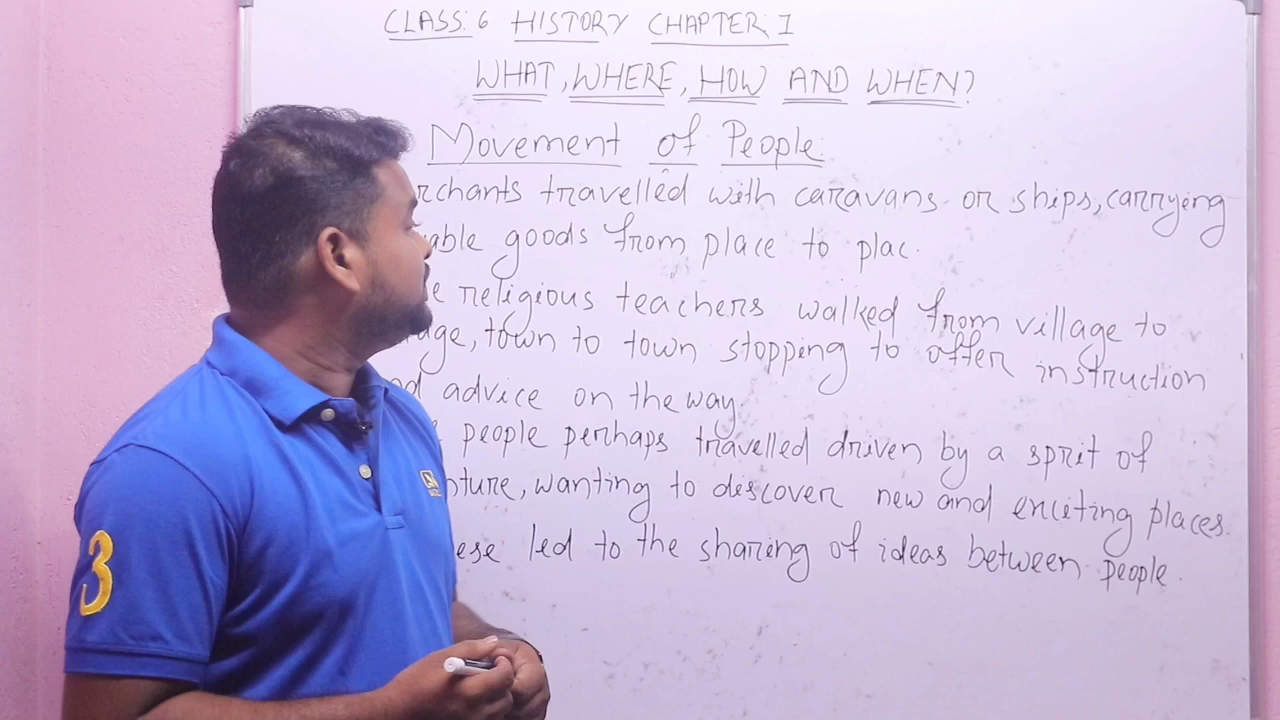 CLASS: 6 HISTORY CHAPTER: 1
WHAT, WHERE, HOW AND WHEN?
Movement of People:
rchants travelled with caravans or ships, carrying
able goods from place to plac.
e religious teachers walked from village to
age, town to town stopping to offer instruction
d advice on the way.
people perhaps travelled driven by a sprit of
nture, wanting to discover new and exciting places.
ese led to the sharing of ideas between people.
3